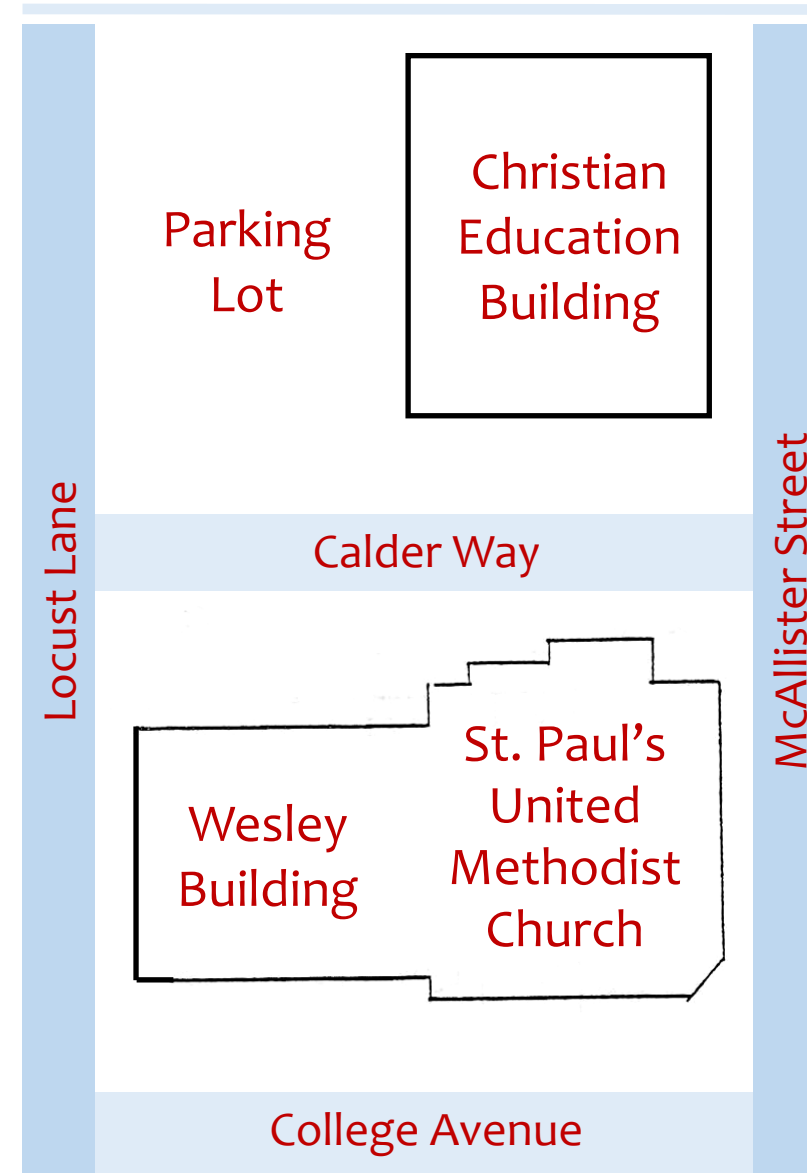 Parking
Lot
Christian
Education
Building
Locust Lane
McAllister Street
Calder Way
Wesley
Building
St. Paul’s
United
Methodist
Church
College Avenue